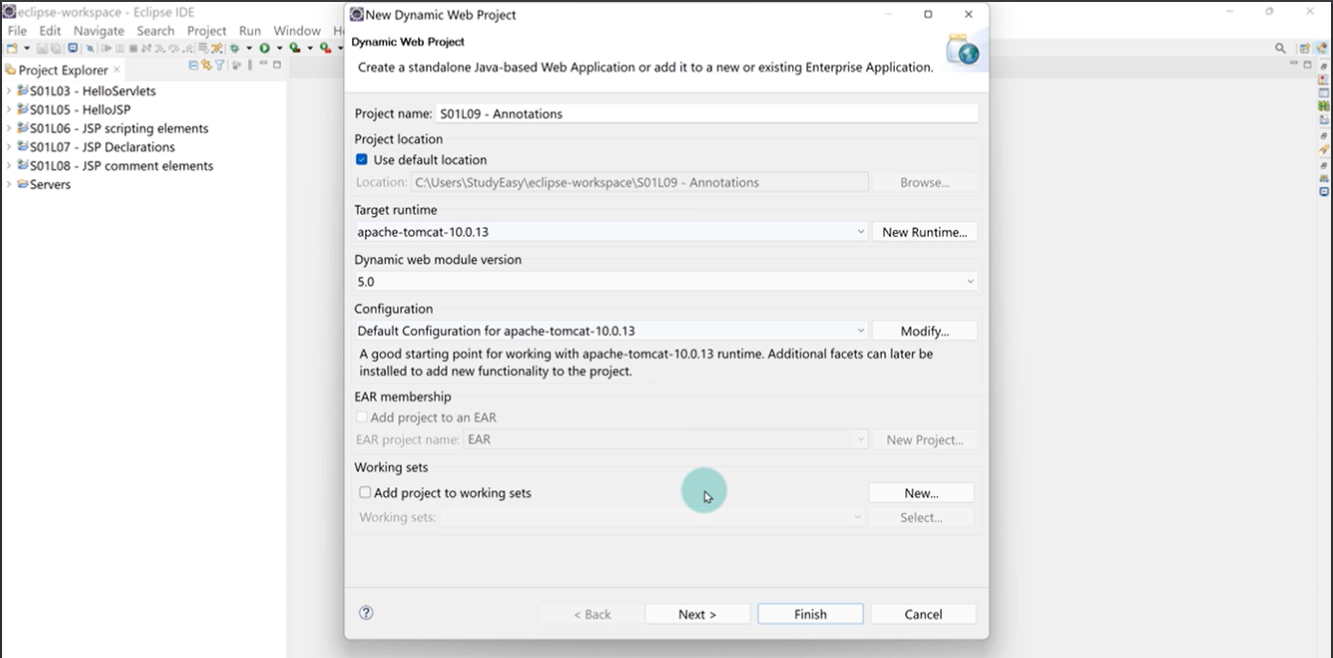 eclipse-workspace - Eclipse IDE
File Edit Navigate Search Project Run Window
Project Explorer
S01L03 - HelloServlets
S01L05 - HelloJSP
S01L06 - JSP scripting elements
S01L07 - JSP Declarations
S01L08 - JSP comment elements
Servers
New Dynamic Web Project
Dynamic Web Project
Create a standalone Java-based Web Application or add it to a new or existing Enterprise Application.
Project name: S01L09 - Annotations
Project location
Use default location
Location: C:\Users\StudyEasy\eclipse-workspace\S01L09 - Annotations Browse...
Target runtime
apache-tomcat-10.0.13 New Runtime...
Dynamic web module version
5.0
Configuration
Default Configuration for apache-tomcat-10.0.13 Modify...
A good starting point for working with apache-tomcat-10.0.13 runtime. Additional facets can later be
installed to add new functionality to the project.
EAR membership
Add project to an EAR
EAR project name: EAR New Project...
Working sets
Add project to working sets New...
Working sets: Select...
? < Back Next > Finish Cancel